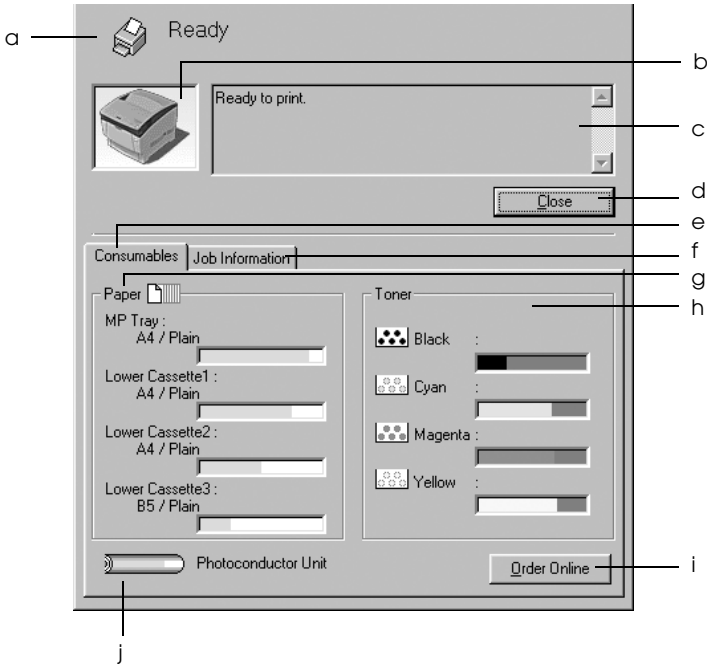 a
Ready
b
Ready to print.
c
d
Close
e
Consumables
Job Information
f
g
Paper
Toner
h
MP Tray :
A4 / Plain
Lower Cassette1 :
A4 / Plain
Lower Cassette2 :
A4 / Plain
Lower Cassette3 :
B5 / Plain
Black :
Cyan :
Magenta :
Yellow :
Photoconductor Unit
Order Online
i
j